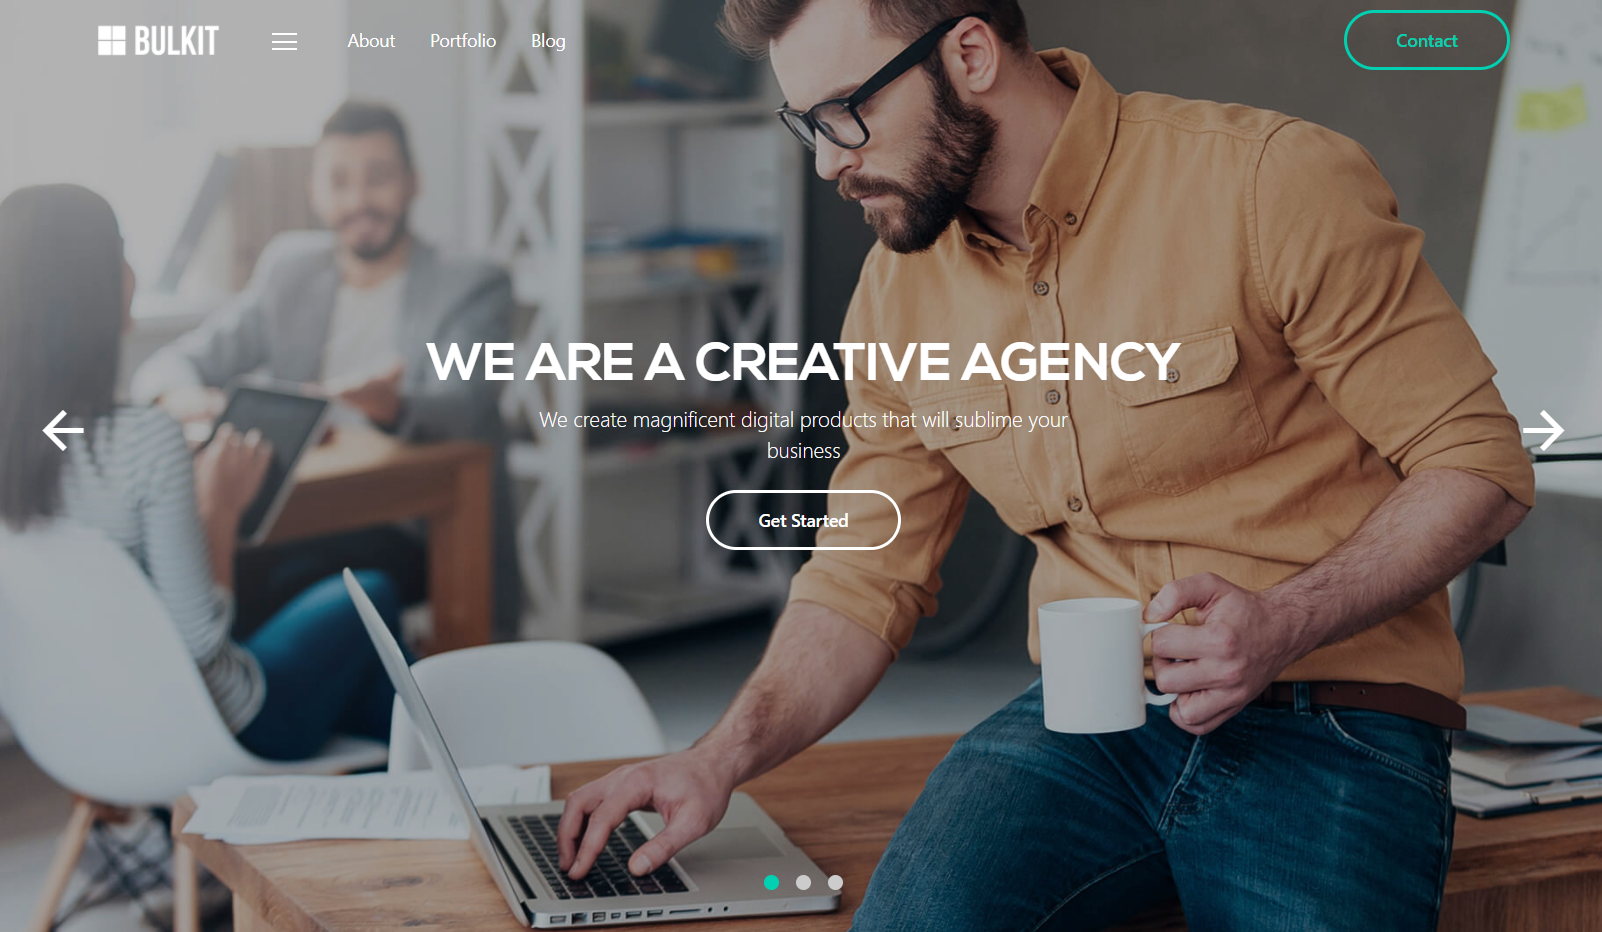 BULKIT
About
Portfolio
Blog
Contact
WE ARE A CREATIVE AGENCY
We create magnificent digital products that will sublime your
business
Get Started